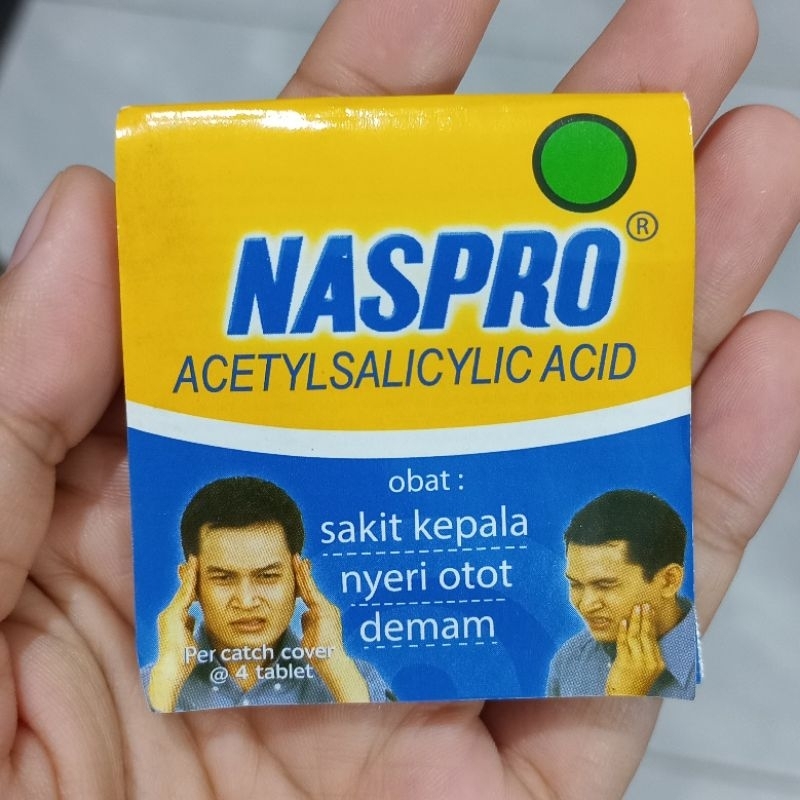 NASPRO®
ACETYLSALICYLIC ACID
obat :
sakit kepala
nyeri otot
demam
Per catch cover
@ 4 tablet